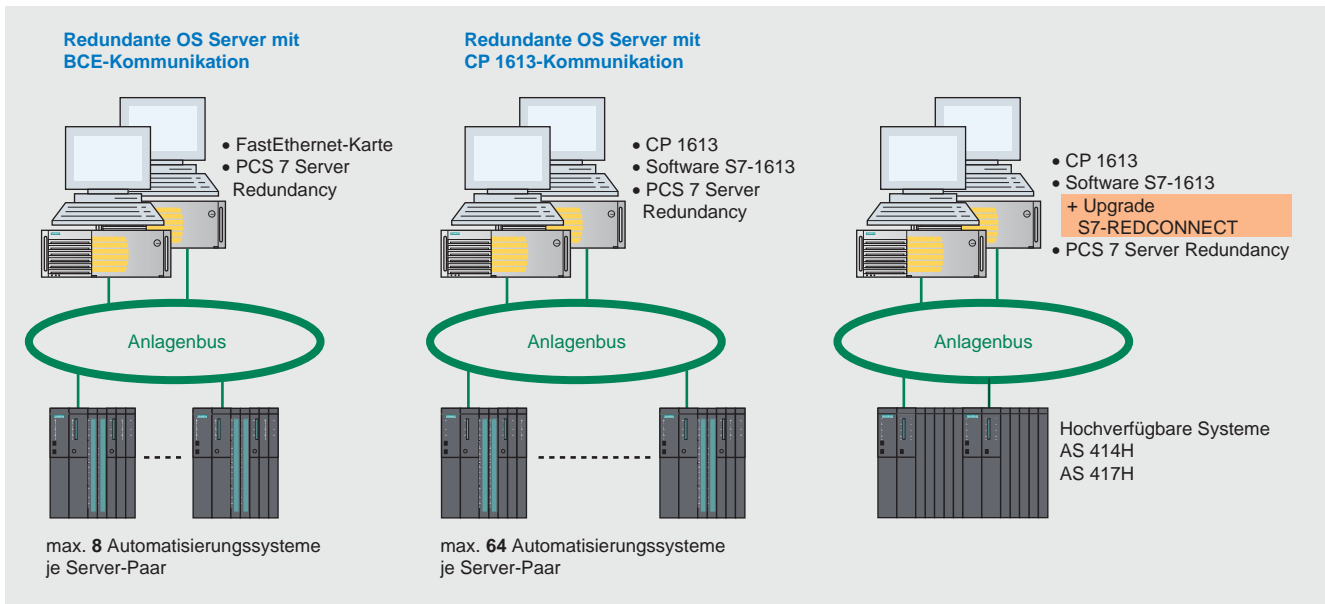 Redundante OS Server mit
BCE-Kommunikation
• FastEthernet-Karte
• PCS 7 Server
Redundancy
Anlagenbus
max. 8 Automatisierungssysteme
je Server-Paar
Redundante OS Server mit
CP 1613-Kommunikation
• CP 1613
• Software S7-1613
• PCS 7 Server
Redundancy
Anlagenbus
max. 64 Automatisierungssysteme
je Server-Paar
• CP 1613
• Software S7-1613
+ Upgrade
S7-REDCONNECT
• PCS 7 Server Redundancy
Anlagenbus
Hochverfügbare Systeme
AS 414H
AS 417H